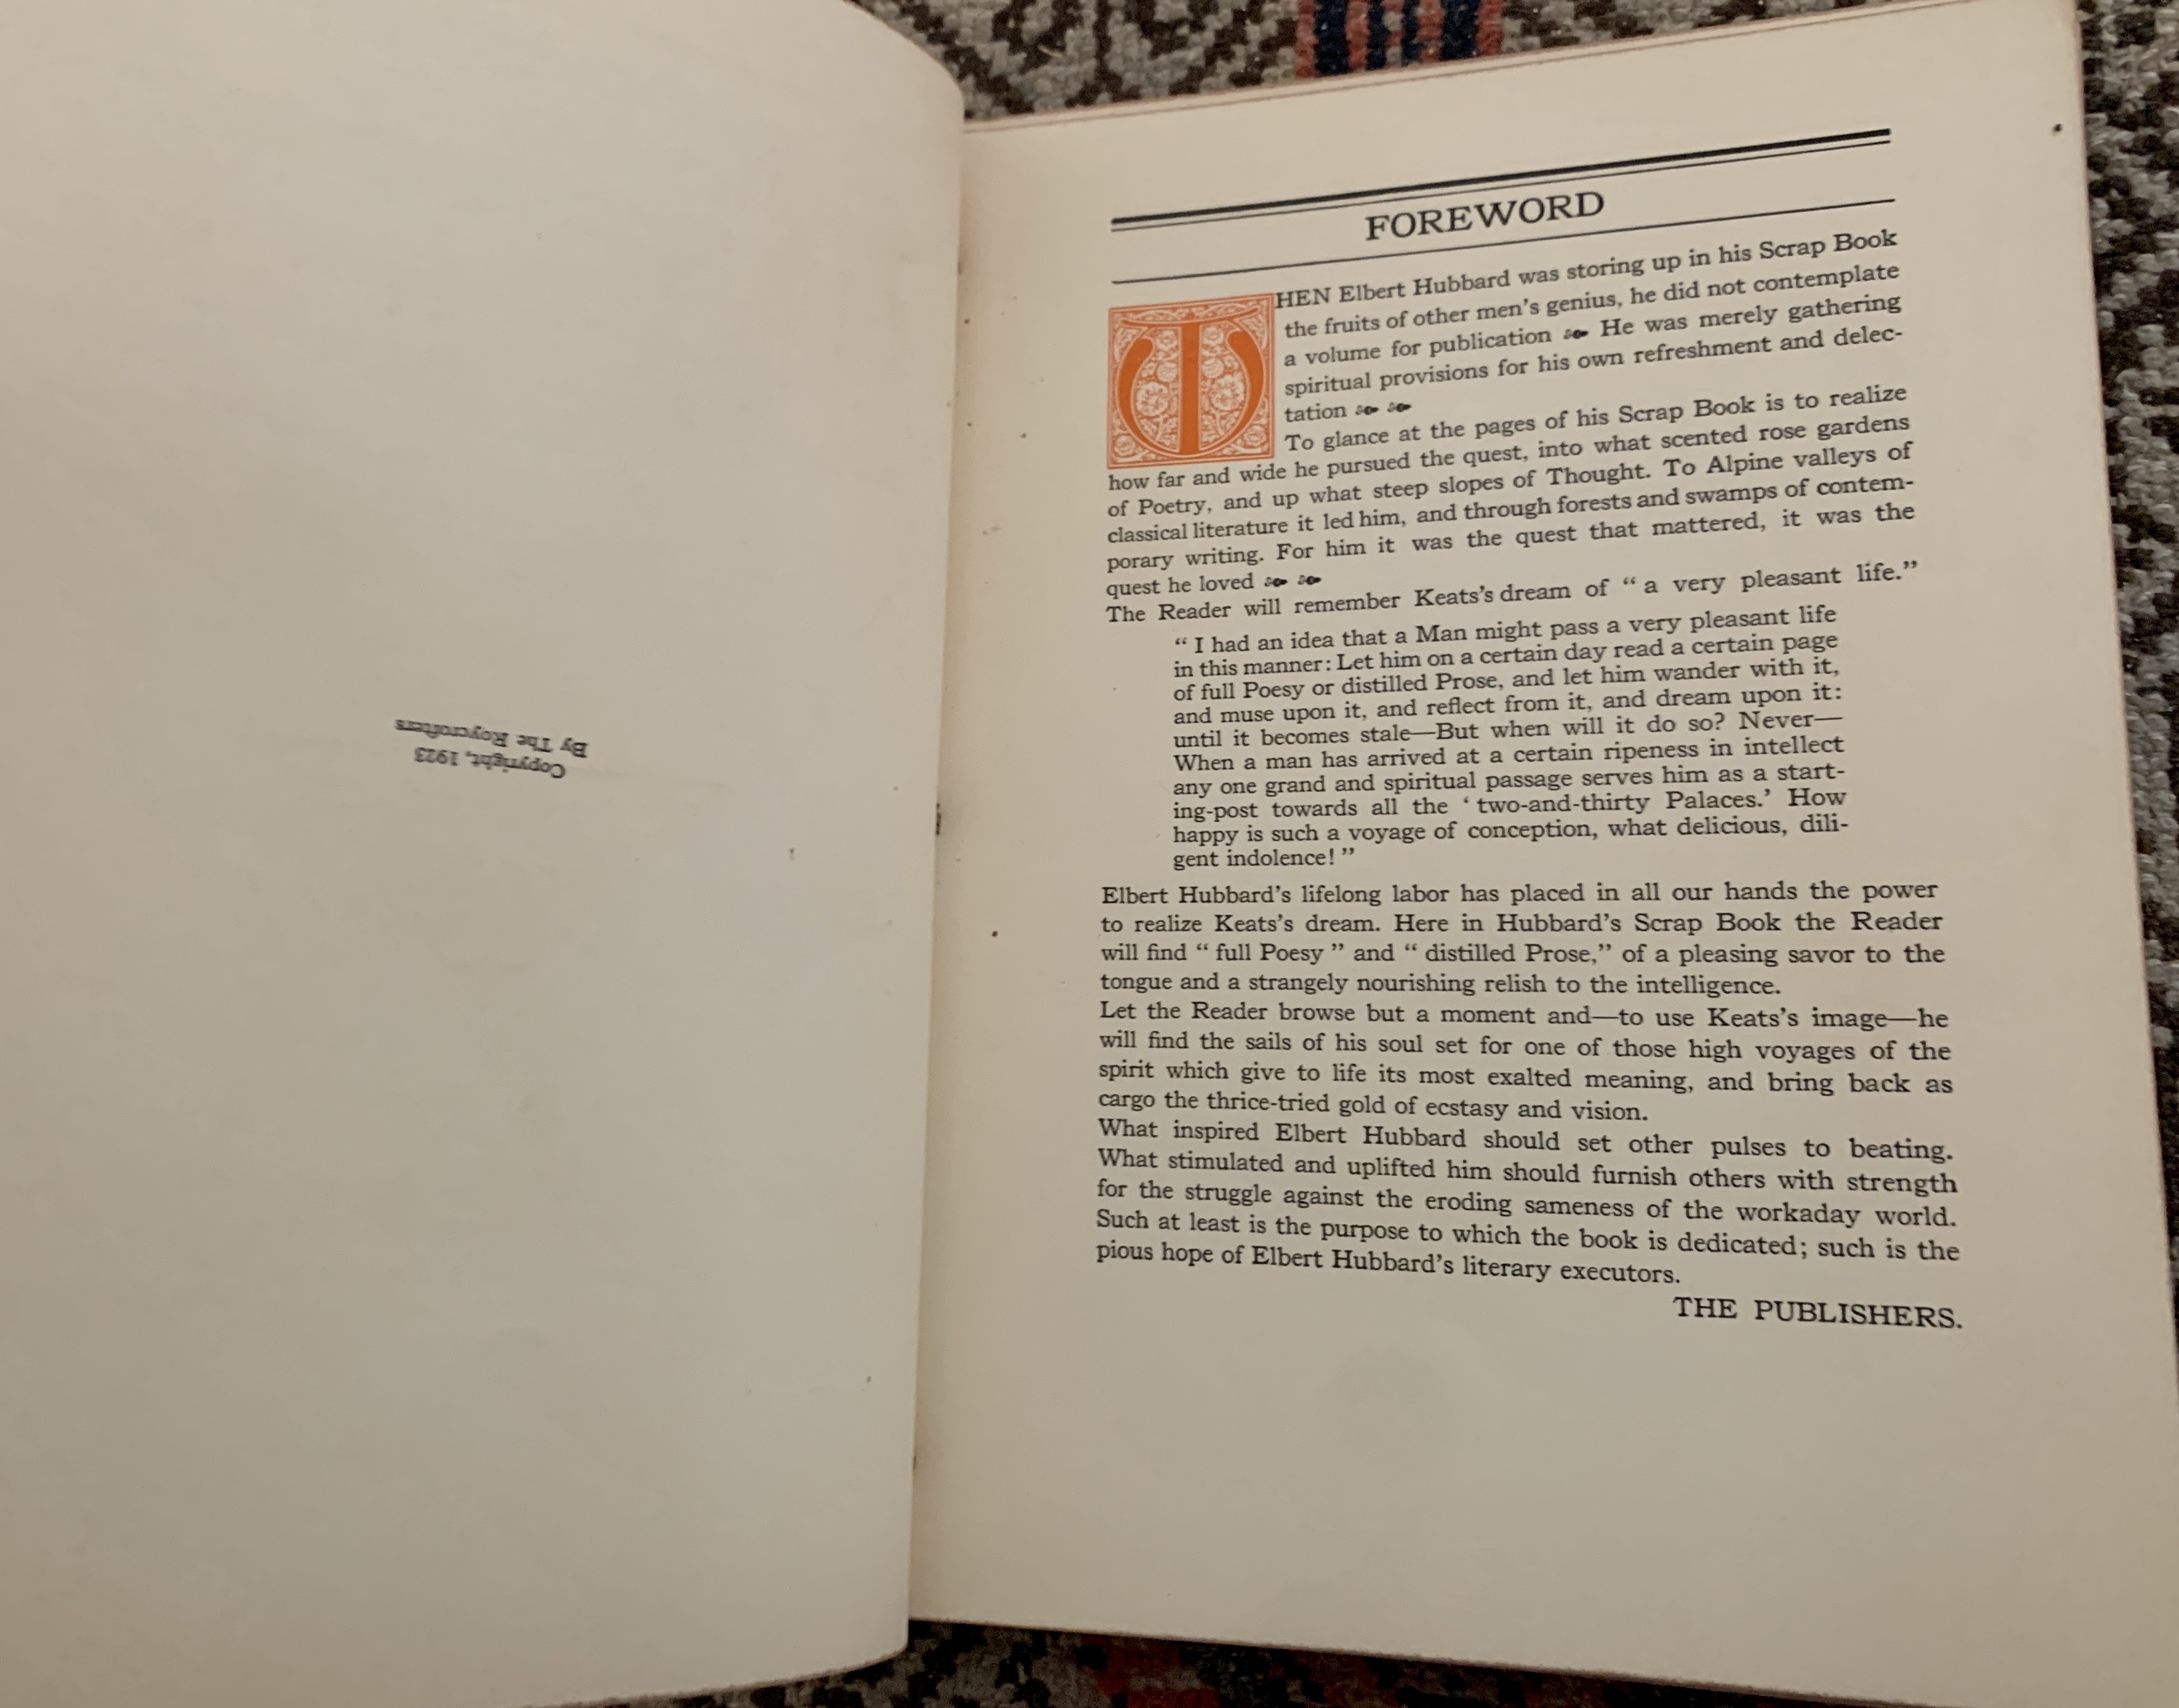 Copyright, 1923
By The Roycrofters
FOREWORD
WHEN Elbert Hubbard was storing up in his Scrap Book
the fruits of other men's genius, he did not contemplate
a volume for publication He was merely gathering
spiritual provisions for his own refreshment and delec-
tation
To glance at the pages of his Scrap Book is to realize
how far and wide he pursued the quest, into what scented rose gardens
of Poetry, and up what steep slopes of Thought. To Alpine valleys of
classical literature it led him, and through forests and swamps of contem-
porary writing. For him it was the quest that mattered, it was the
quest he loved
The Reader will remember Keats's dream of “a very pleasant life.”
“I had an idea that a Man might pass a very pleasant life
in this manner: Let him on a certain day read a certain page
of full Poesy or distilled Prose, and let him wander with it,
and muse upon it, and reflect from it, and dream upon it:
until it becomes stale—But when will it do so? Never—
When a man has arrived at a certain ripeness in intellect
any one grand and spiritual passage serves him as a start-
ing-post towards all the ‘two-and-thirty Palaces.’ How
happy is such a voyage of conception, what delicious, dili-
gent indolence!”
Elbert Hubbard's lifelong labor has placed in all our hands the power
to realize Keats's dream. Here in Hubbard's Scrap Book the Reader
will find “full Poesy” and “distilled Prose,” of a pleasing savor to the
tongue and a strangely nourishing relish to the intelligence.
Let the Reader browse but a moment and—to use Keats's image—he
will find the sails of his soul set for one of those high voyages of the
spirit which give to life its most exalted meaning, and bring back as
cargo the thrice-tried gold of ecstasy and vision.
What inspired Elbert Hubbard should set other pulses to beating.
What stimulated and uplifted him should furnish others with strength
for the struggle against the eroding sameness of the workaday world.
Such at least is the purpose to which the book is dedicated; such is the
pious hope of Elbert Hubbard's literary executors.
THE PUBLISHERS.